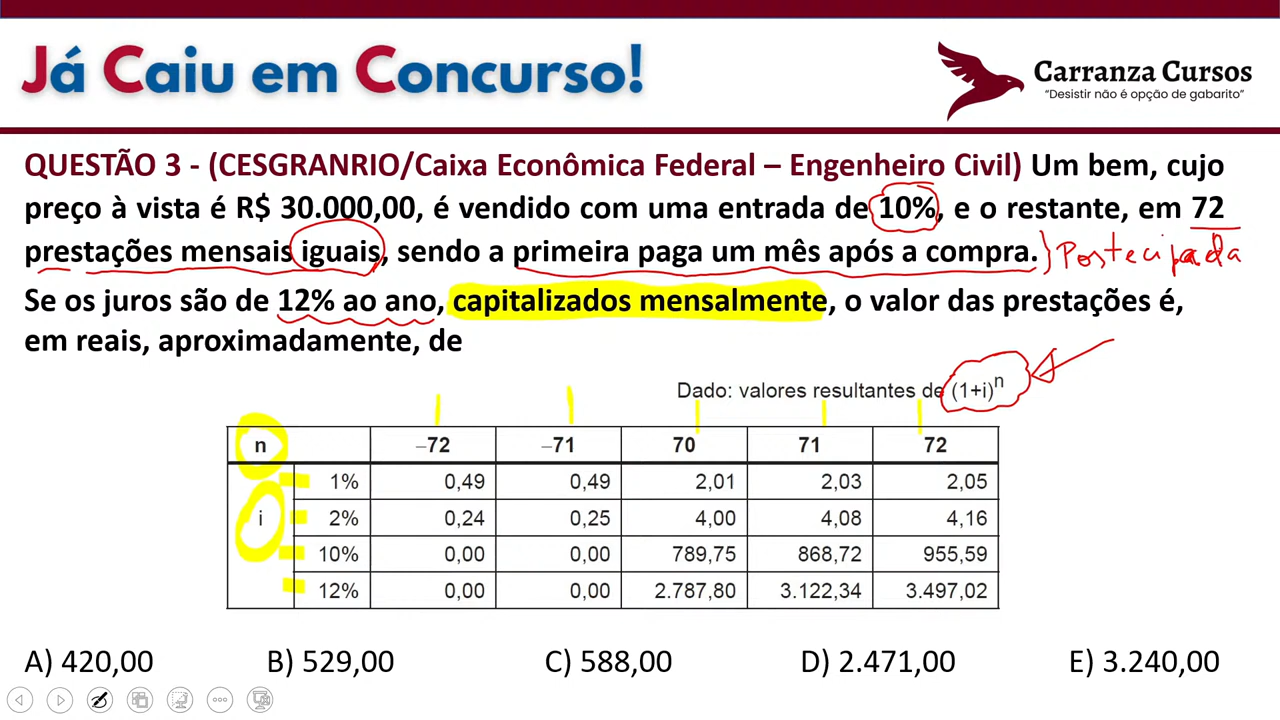 Já Caiu em Concurso!
Carranza Cursos
“Desistir não é opção de gabarito”
QUESTÃO 3 - (CESGRANRIO/Caixa Econômica Federal – Engenheiro Civil) Um bem, cujo
preço à vista é R$ 30.000,00, é vendido com uma entrada de 10%, e o restante, em 72
prestações mensais iguais, sendo a primeira paga um mês após a compra. } Postecipada
Se os juros são de 12% ao ano, capitalizados mensalmente, o valor das prestações é,
em reais, aproximadamente, de
Dado: valores resultantes de (1+i)ⁿ
n –72 –71 70 71 72
1% 0,49 0,49 2,01 2,03 2,05
i 2% 0,24 0,25 4,00 4,08 4,16
10% 0,00 0,00 789,75 868,72 955,59
12% 0,00 0,00 2.787,80 3.122,34 3.497,02
A) 420,00 B) 529,00 C) 588,00 D) 2.471,00 E) 3.240,00